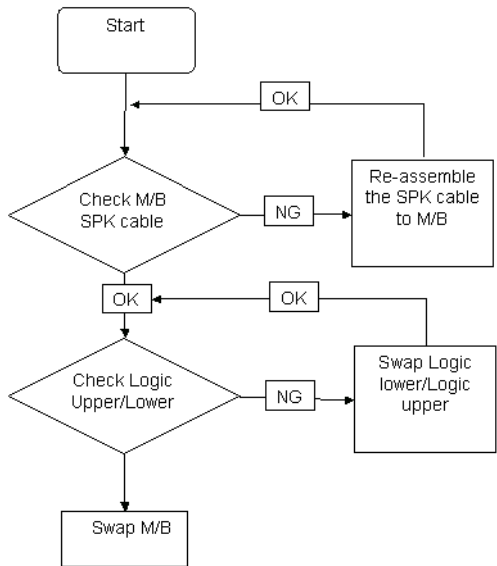 Start
OK
Check M/B
SPK cable
NG
Re-assemble
the SPK cable
to M/B
OK
OK
Check Logic
Upper/Lower
NG
Swap Logic
lower/Logic
upper
Swap M/B